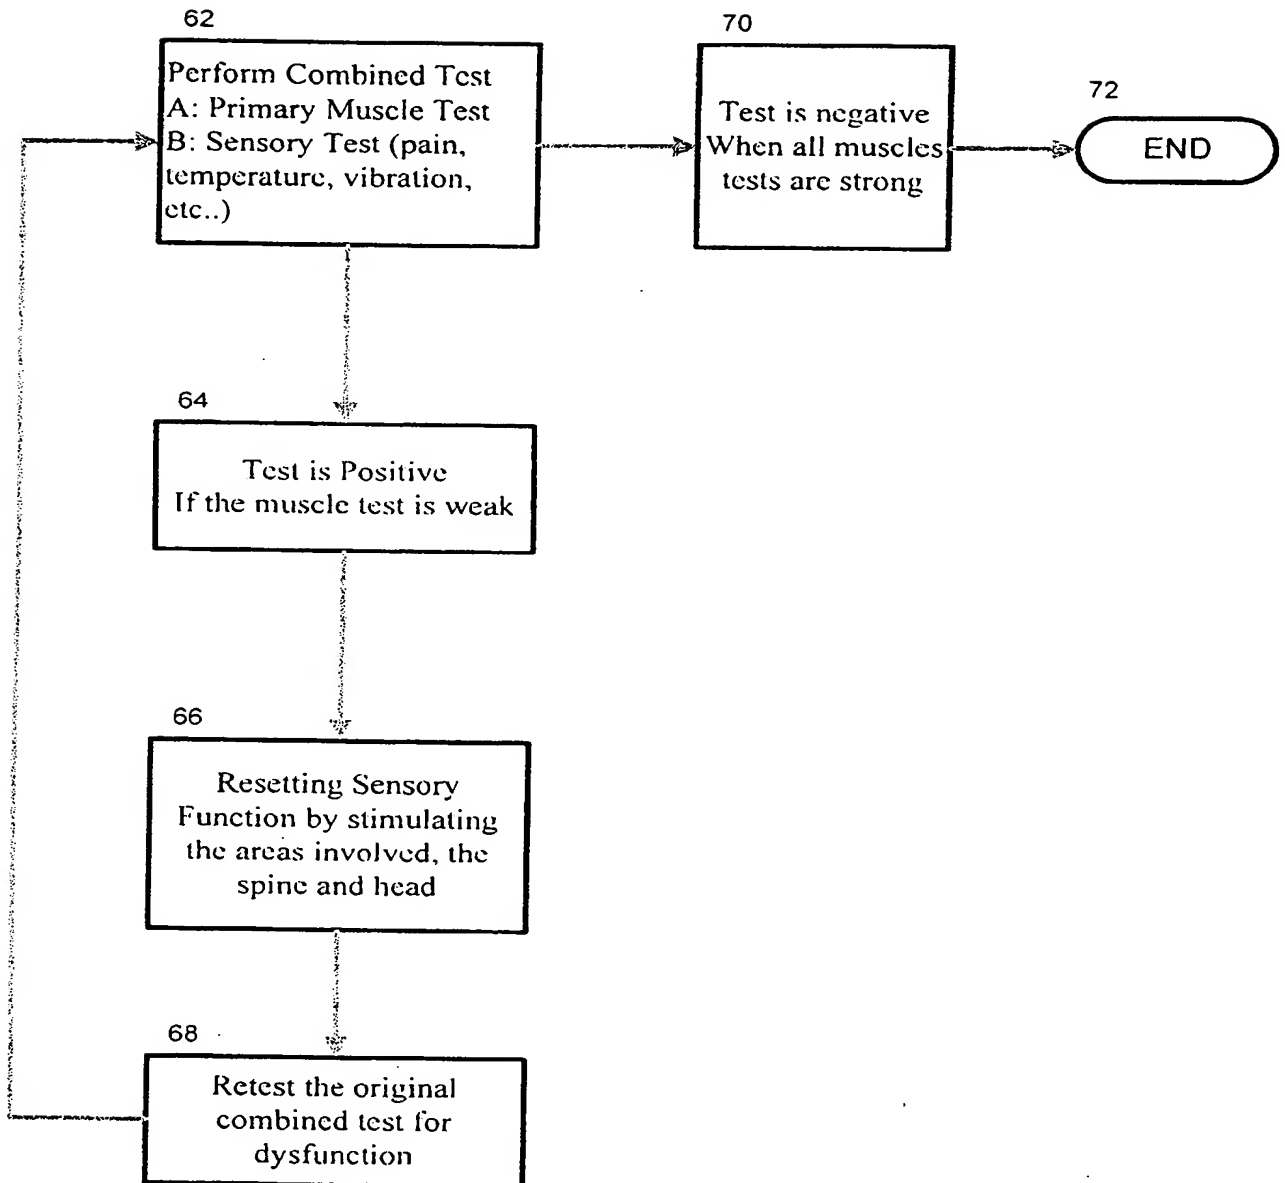 62
Perform Combined Test
A: Primary Muscle Test
B: Sensory Test (pain,
temperature, vibration,
etc..)
70
Test is negative
When all muscles
tests are strong
72
END
64
Test is Positive
If the muscle test is weak
66
Resetting Sensory
Function by stimulating
the areas involved, the
spine and head
68
Retest the original
combined test for
dysfunction